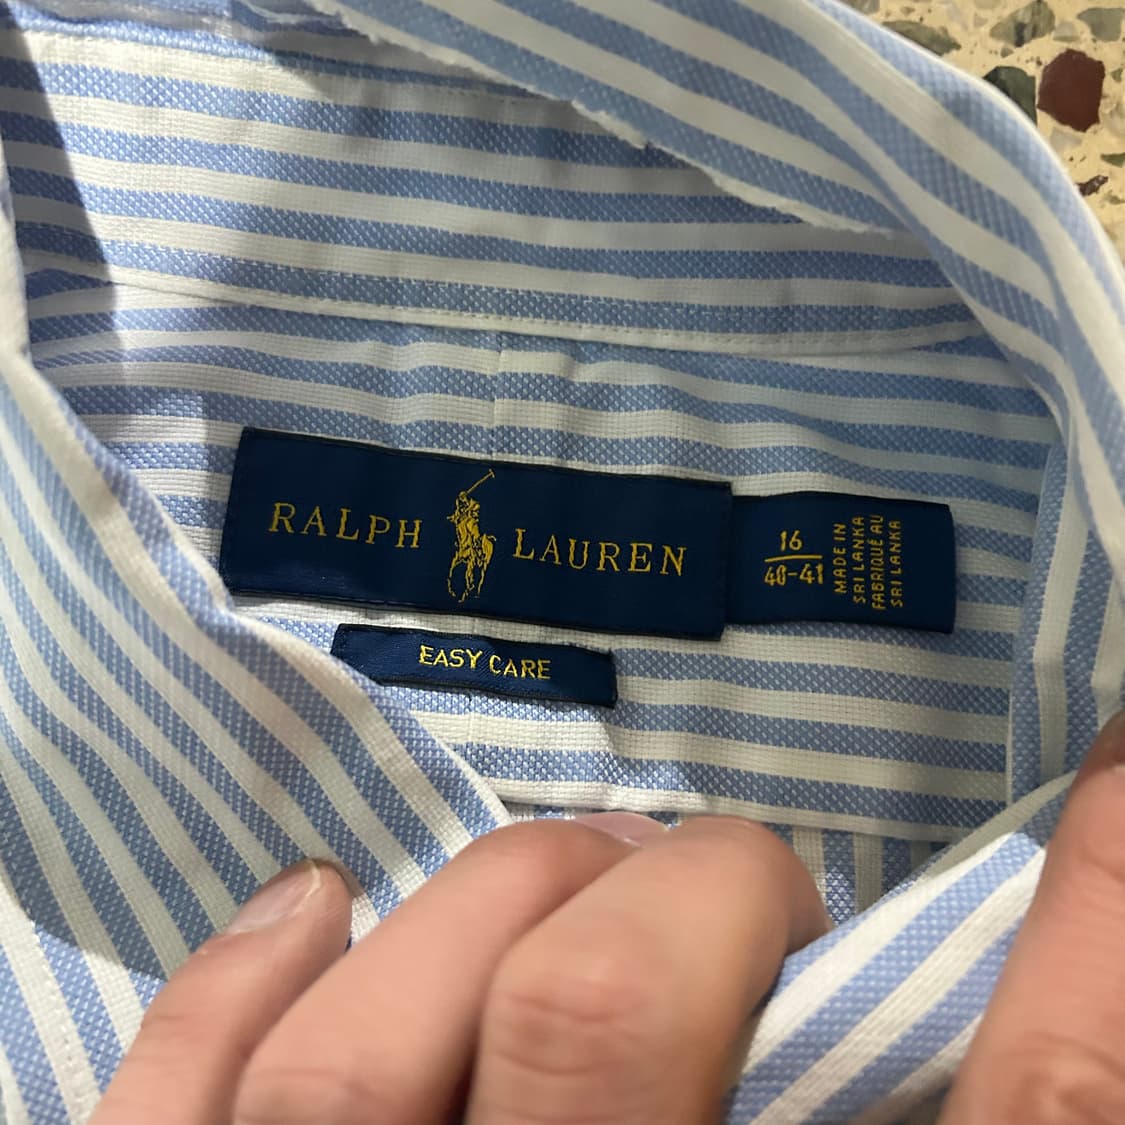 RALPH LAUREN
16
40-41
MADE IN
SRI LANKA
FABRIQUÉ AU
SRI LANKA
EASY CARE